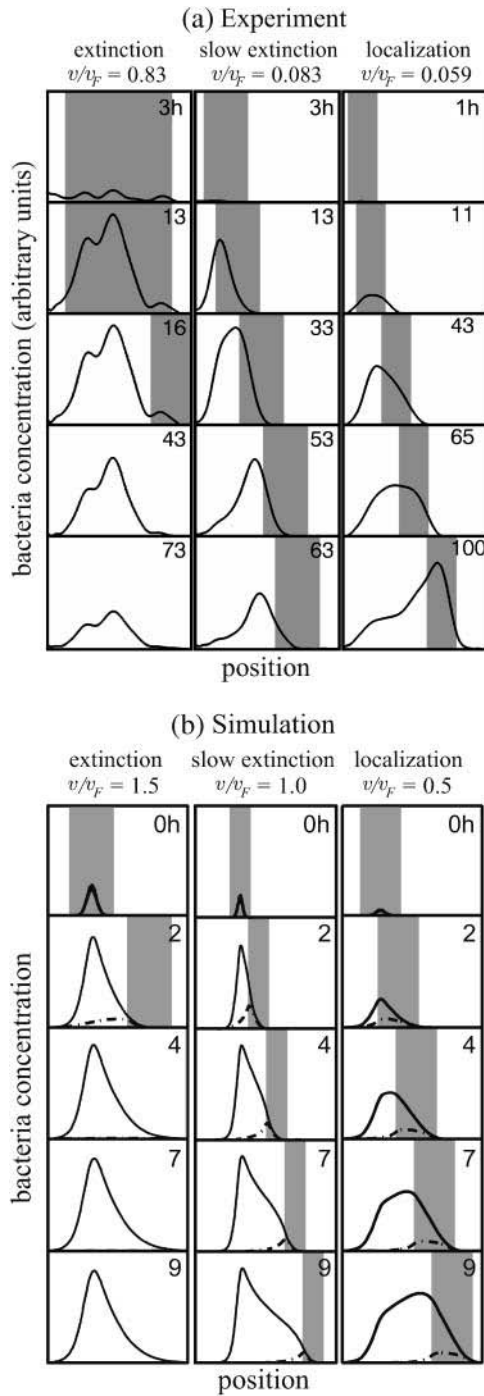 (a) Experiment
extinction slow extinction localization
v/v_F = 0.83 v/v_F = 0.083 v/v_F = 0.059
3h 3h 1h
13 13 11
16 33 43
43 53 65
73 63 100
bacteria concentration (arbitrary units)
position
(b) Simulation
extinction slow extinction localization
v/v_F = 1.5 v/v_F = 1.0 v/v_F = 0.5
0h 0h 0h
2 2 2
4 4 4
7 7 7
9 9 9
bacteria concentration
position